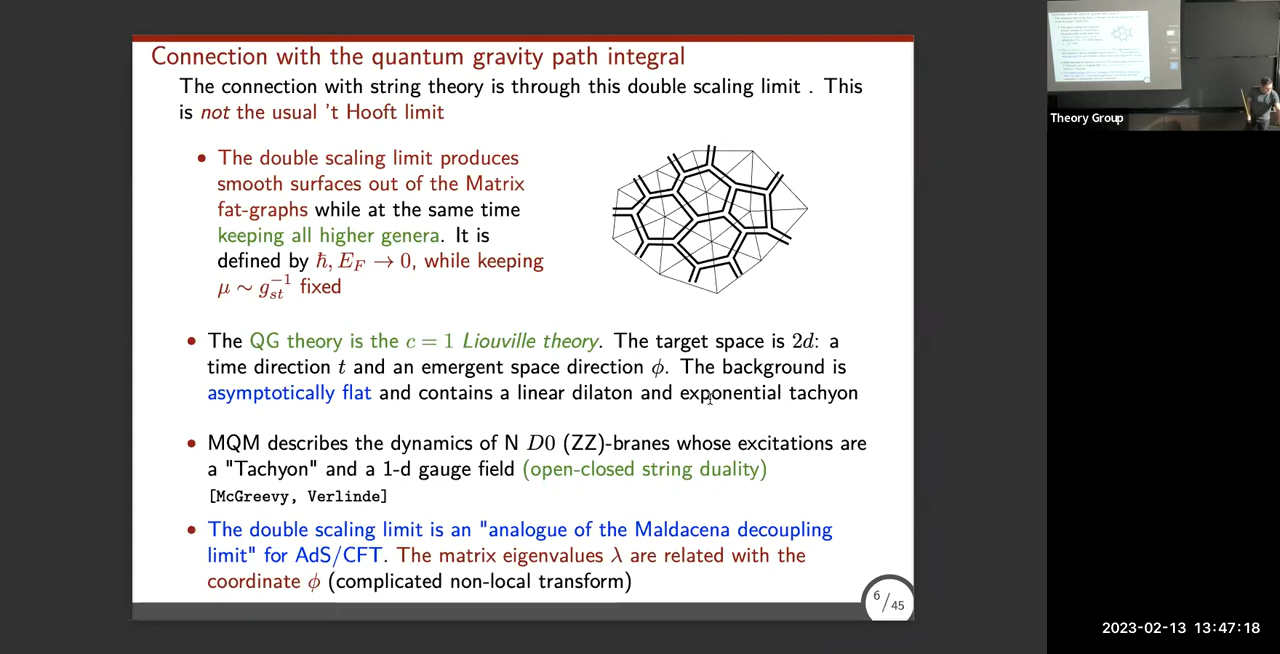 Connection with the quantum gravity path integral
The connection with string theory is through this double scaling limit . This
is not the usual 't Hooft limit
• The double scaling limit produces
smooth surfaces out of the Matrix
fat-graphs while at the same time
keeping all higher genera. It is
defined by ℏ, E_F → 0, while keeping
μ ∼ g_{st}^{-1} fixed
• The QG theory is the c = 1 Liouville theory. The target space is 2d: a
time direction t and an emergent space direction ϕ. The background is
asymptotically flat and contains a linear dilaton and exponential tachyon
• MQM describes the dynamics of N D0 (ZZ)-branes whose excitations are
a "Tachyon" and a 1-d gauge field (open-closed string duality)
[McGreevy, Verlinde]
• The double scaling limit is an "analogue of the Maldacena decoupling
limit" for AdS/CFT. The matrix eigenvalues λ are related with the
coordinate ϕ (complicated non-local transform)
6/45
Theory Group
2023-02-13 13:47:18